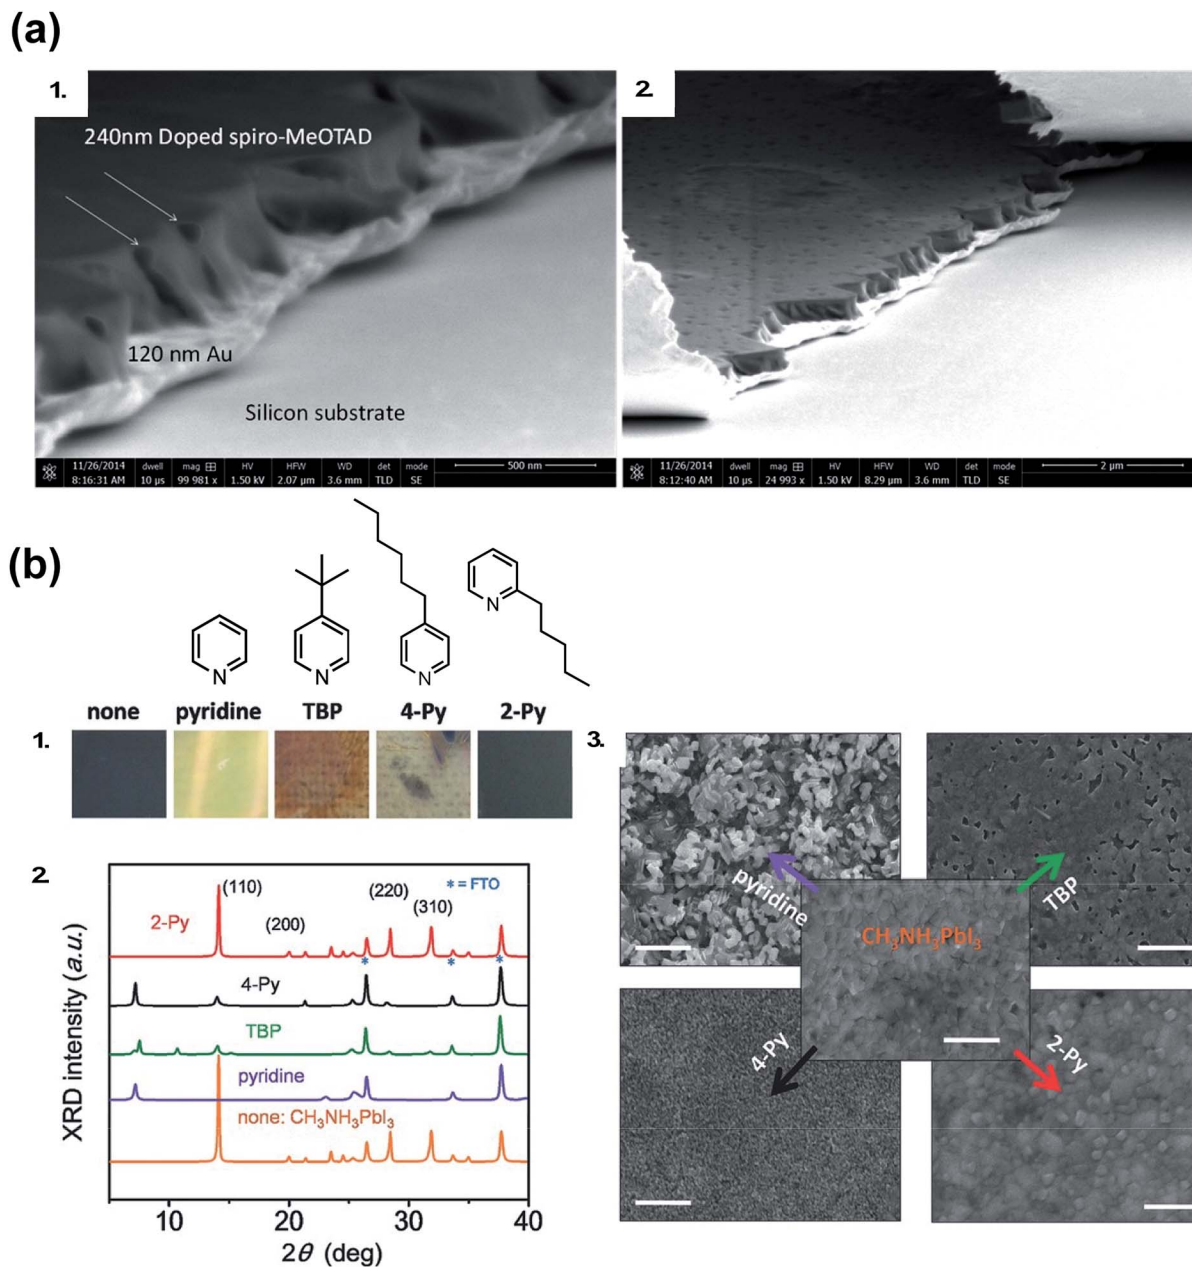 (a)
1.
240nm Doped spiro-MeOTAD
120 nm Au
Silicon substrate
11/26/2014 dwell mag HV HFW WD det mode
8:16:31 AM 10 µs 99 981 x 1.50 kV 2.07 µm 3.6 mm TLD SE
500 nm
2.
11/26/2014 dwell mag HV HFW WD det mode
8:12:40 AM 10 µs 24 993 x 1.50 kV 8.29 µm 3.6 mm TLD SE
2 µm
(b)
N N N N
none pyridine TBP 4-Py 2-Py
1.
2.
XRD intensity (a.u.)
(110)
(200)
(220)
(310)
* = FTO
2-Py
* * *
4-Py
TBP
pyridine
none: CH₃NH₃PbI₃
10 20 30 40
2θ (deg)
3.
pyridine
TBP
CH₃NH₃PbI₃
4-Py
2-Py